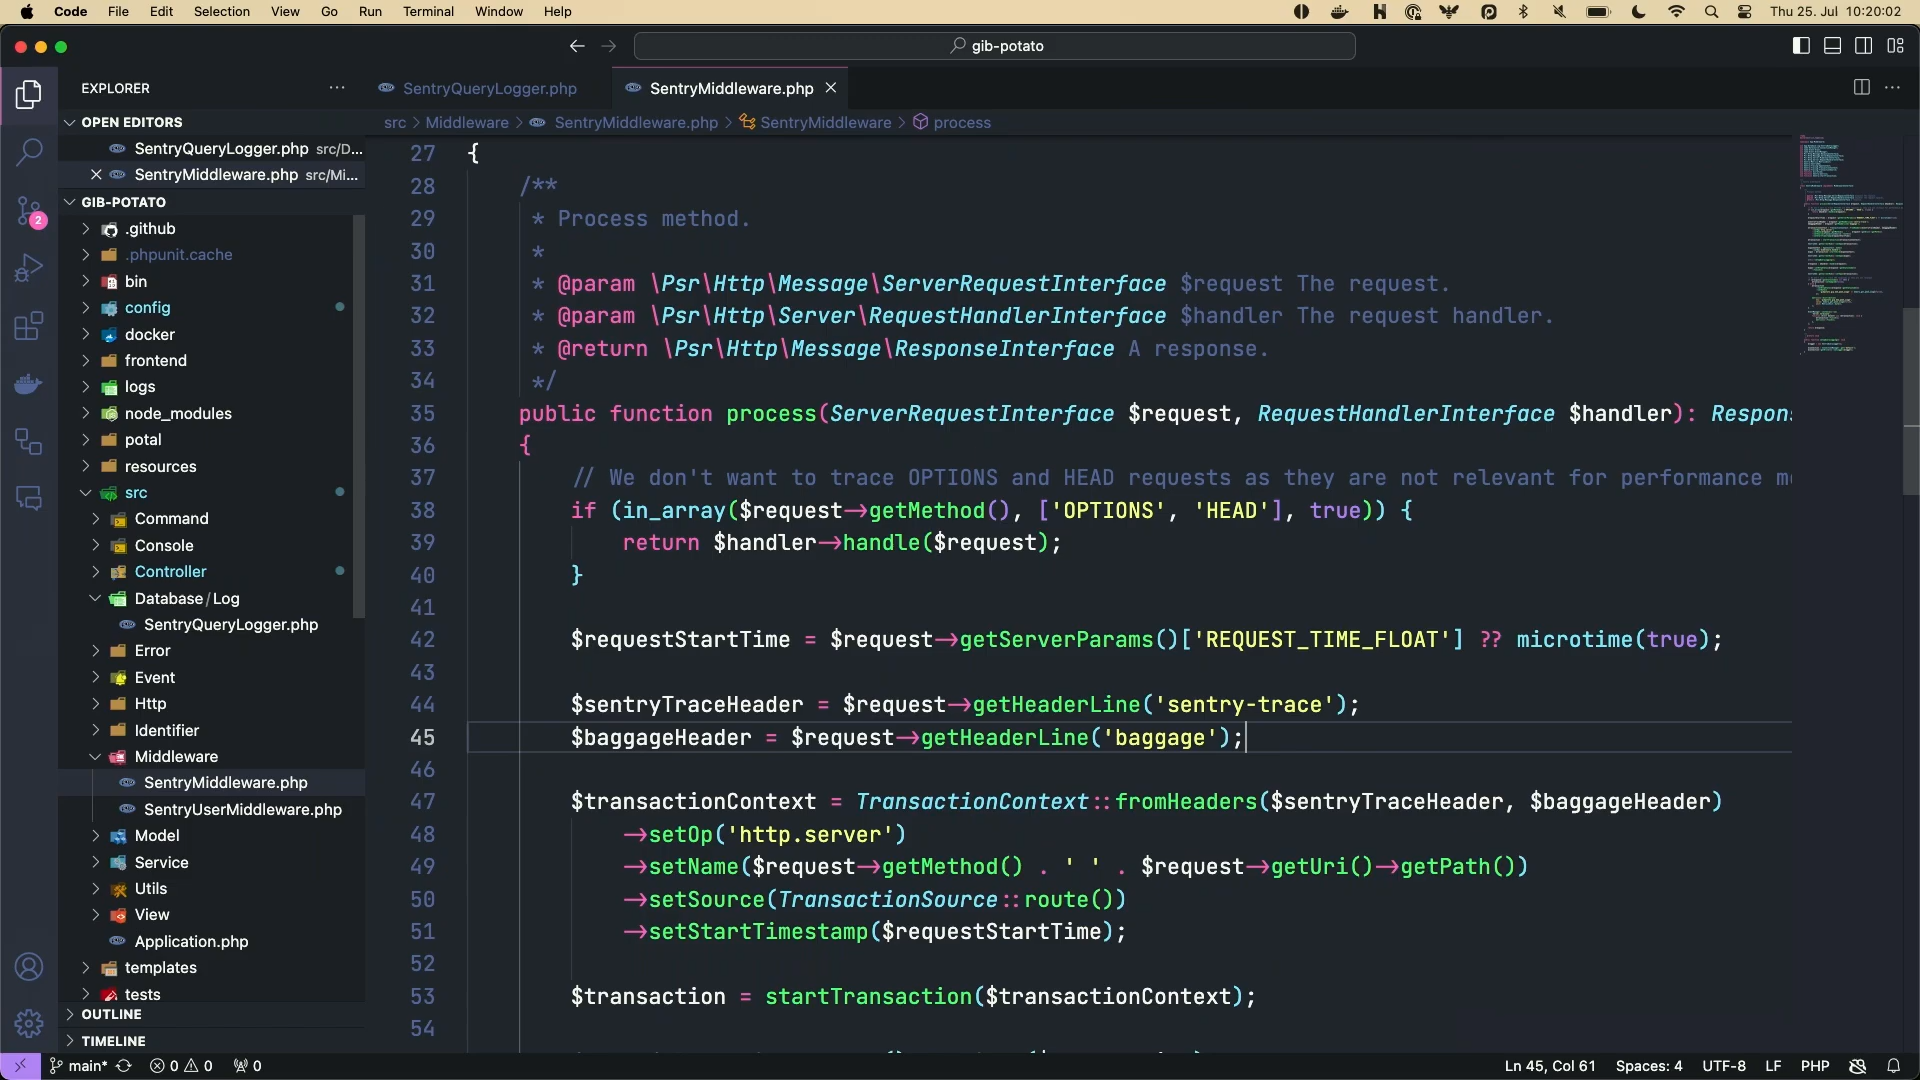 Code File Edit Selection View Go Run Terminal Window Help
Thu 25. Jul 10:20:02
gib-potato
EXPLORER
OPEN EDITORS
SentryQueryLogger.php src/D...
SentryMiddleware.php src/Mi...
GIB-POTATO
.github
.phpunit.cache
bin
config
docker
frontend
logs
node_modules
potal
resources
src
Command
Console
Controller
Database/Log
SentryQueryLogger.php
Error
Event
Http
Identifier
Middleware
SentryMiddleware.php
SentryUserMiddleware.php
Model
Service
Utils
View
Application.php
templates
tests
OUTLINE
TIMELINE
2
SentryQueryLogger.php
SentryMiddleware.php
src > Middleware > SentryMiddleware.php > SentryMiddleware > process
27 {
28 /**
29 * Process method.
30 *
31 * @param \Psr\Http\Message\ServerRequestInterface $request The request.
32 * @param \Psr\Http\Server\RequestHandlerInterface $handler The request handler.
33 * @return \Psr\Http\Message\ResponseInterface A response.
34 */
35 public function process(ServerRequestInterface $request, RequestHandlerInterface $handler): Respon
36 {
37 // We don't want to trace OPTIONS and HEAD requests as they are not relevant for performance m
38 if (in_array($request->getMethod(), ['OPTIONS', 'HEAD'], true)) {
39 return $handler->handle($request);
40 }
41
42 $requestStartTime = $request->getServerParams()['REQUEST_TIME_FLOAT'] ?? microtime(true);
43
44 $sentryTraceHeader = $request->getHeaderLine('sentry-trace');
45 $baggageHeader = $request->getHeaderLine('baggage');
46
47 $transactionContext = TransactionContext::fromHeaders($sentryTraceHeader, $baggageHeader)
48 ->setOp('http.server')
49 ->setName($request->getMethod() . ' ' . $request->getUri()->getPath())
50 ->setSource(TransactionSource::route())
51 ->setStartTimestamp($requestStartTime);
52
53 $transaction = startTransaction($transactionContext);
54
main* 0 0 0
Ln 45, Col 61 Spaces: 4 UTF-8 LF PHP